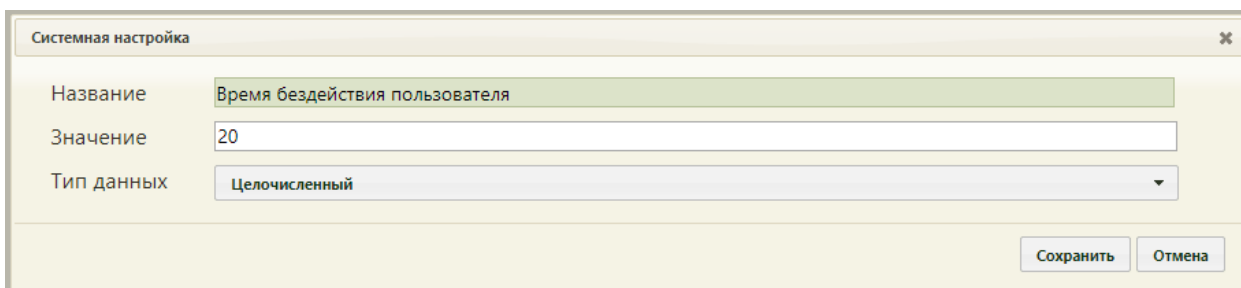 Системная настройка
Название Время бездействия пользователя
Значение 20
Тип данных Целочисленный
Сохранить Отмена